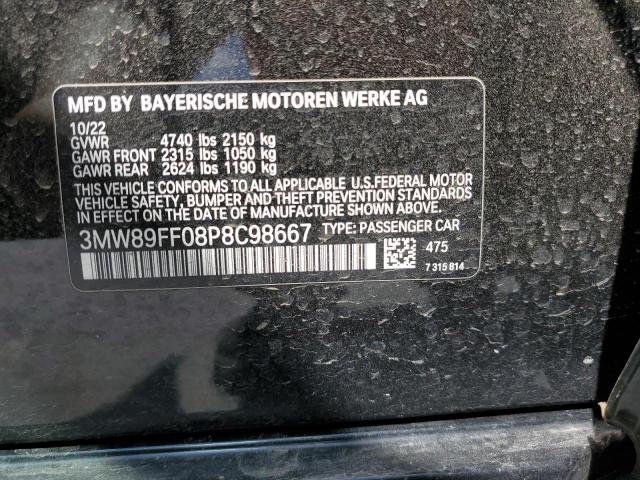 MFD BY BAYERISCHE MOTOREN WERKE AG
10/22
GVWR 4740 lbs 2150 kg
GAWR FRONT 2315 lbs 1050 kg
GAWR REAR 2624 lbs 1190 kg
THIS VEHICLE CONFORMS TO ALL APPLICABLE U.S.FEDERAL MOTOR
VEHICLE SAFETY, BUMPER AND THEFT PREVENTION STANDARDS
IN EFFECT ON THE DATE OF MANUFACTURE SHOWN ABOVE.
3MW89FF08P8C98667 TYPE: PASSENGER CAR
475
7 315 814